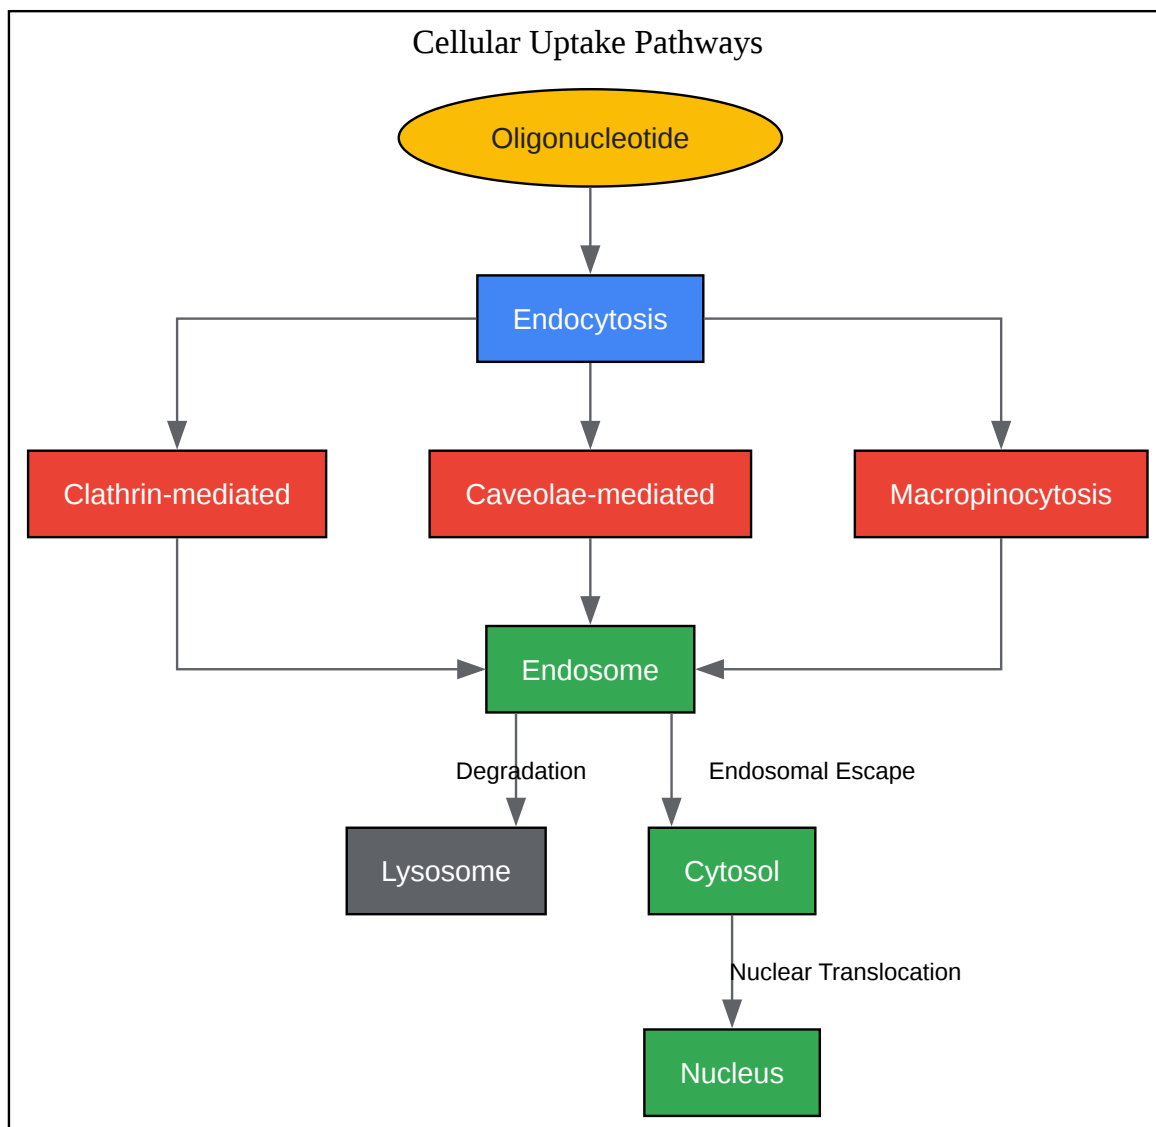 Cellular Uptake Pathways
Oligonucleotide
Endocytosis
Clathrin-mediated
Caveolae-mediated
Macropinocytosis
Endosome
Degradation
Endosomal Escape
Lysosome
Cytosol
Nuclear Translocation
Nucleus